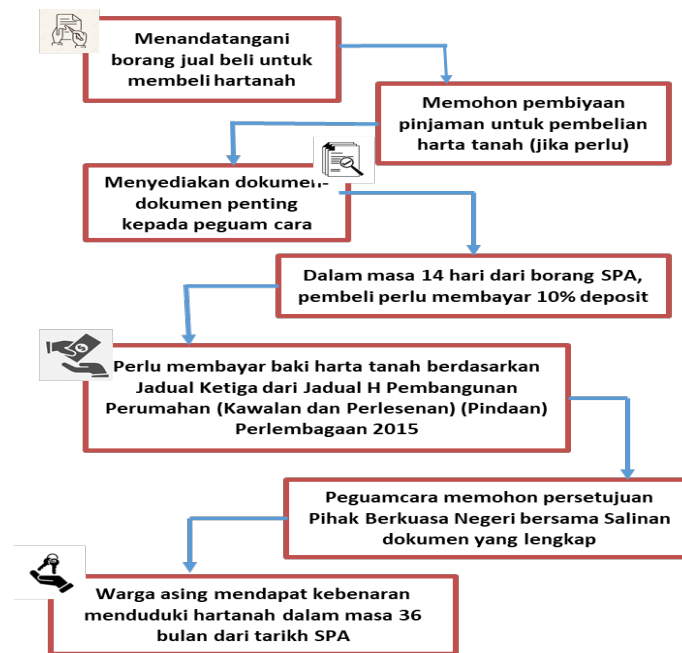 Menandatangani
borang jual beli untuk
membeli hartanah
Memohon pembiyaan
pinjaman untuk pembelian
harta tanah (jika perlu)
Menyediakan dokumen-
dokumen penting
kepada peguam cara
Dalam masa 14 hari dari borang SPA,
pembeli perlu membayar 10% deposit
Perlu membayar baki harta tanah berdasarkan
Jadual Ketiga dari Jadual H Pembangunan
Perumahan (Kawalan dan Perlesenan) (Pindaan)
Perlembagaan 2015
Peguamcara memohon persetujuan
Pihak Berkuasa Negeri bersama Salinan
dokumen yang lengkap
Warga asing mendapat kebenaran
menduduki hartanah dalam masa 36
bulan dari tarikh SPA